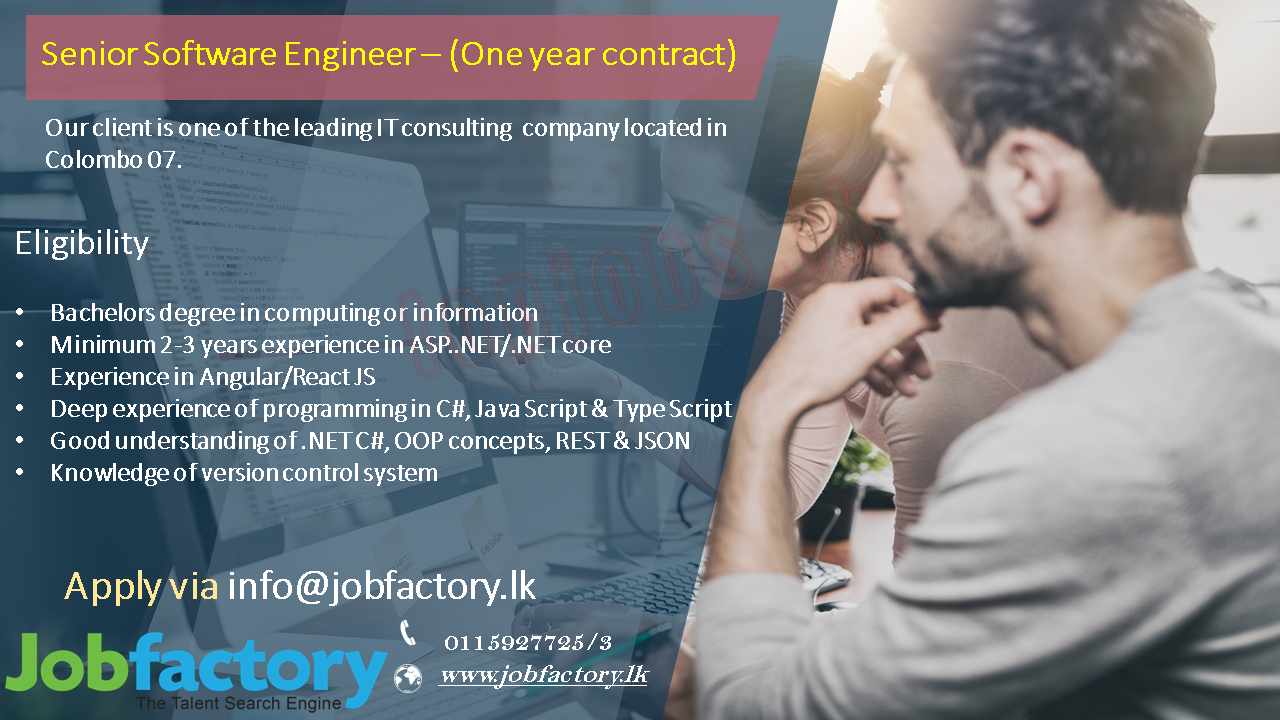 Senior Software Engineer – (One year contract)
Our client is one of the leading IT consulting company located in
Colombo 07.
Eligibility
• Bachelors degree in computing or information
• Minimum 2-3 years experience in ASP..NET/.NET core
• Experience in Angular/React JS
• Deep experience of programming in C#, Java Script & Type Script
• Good understanding of .NET C#, OOP concepts, REST & JSON
• Knowledge of version control system
DESIGN
Apply via info@jobfactory.lk
0115927725/3
www.jobfactory.lk
Jobfactory
The Talent Search Engine